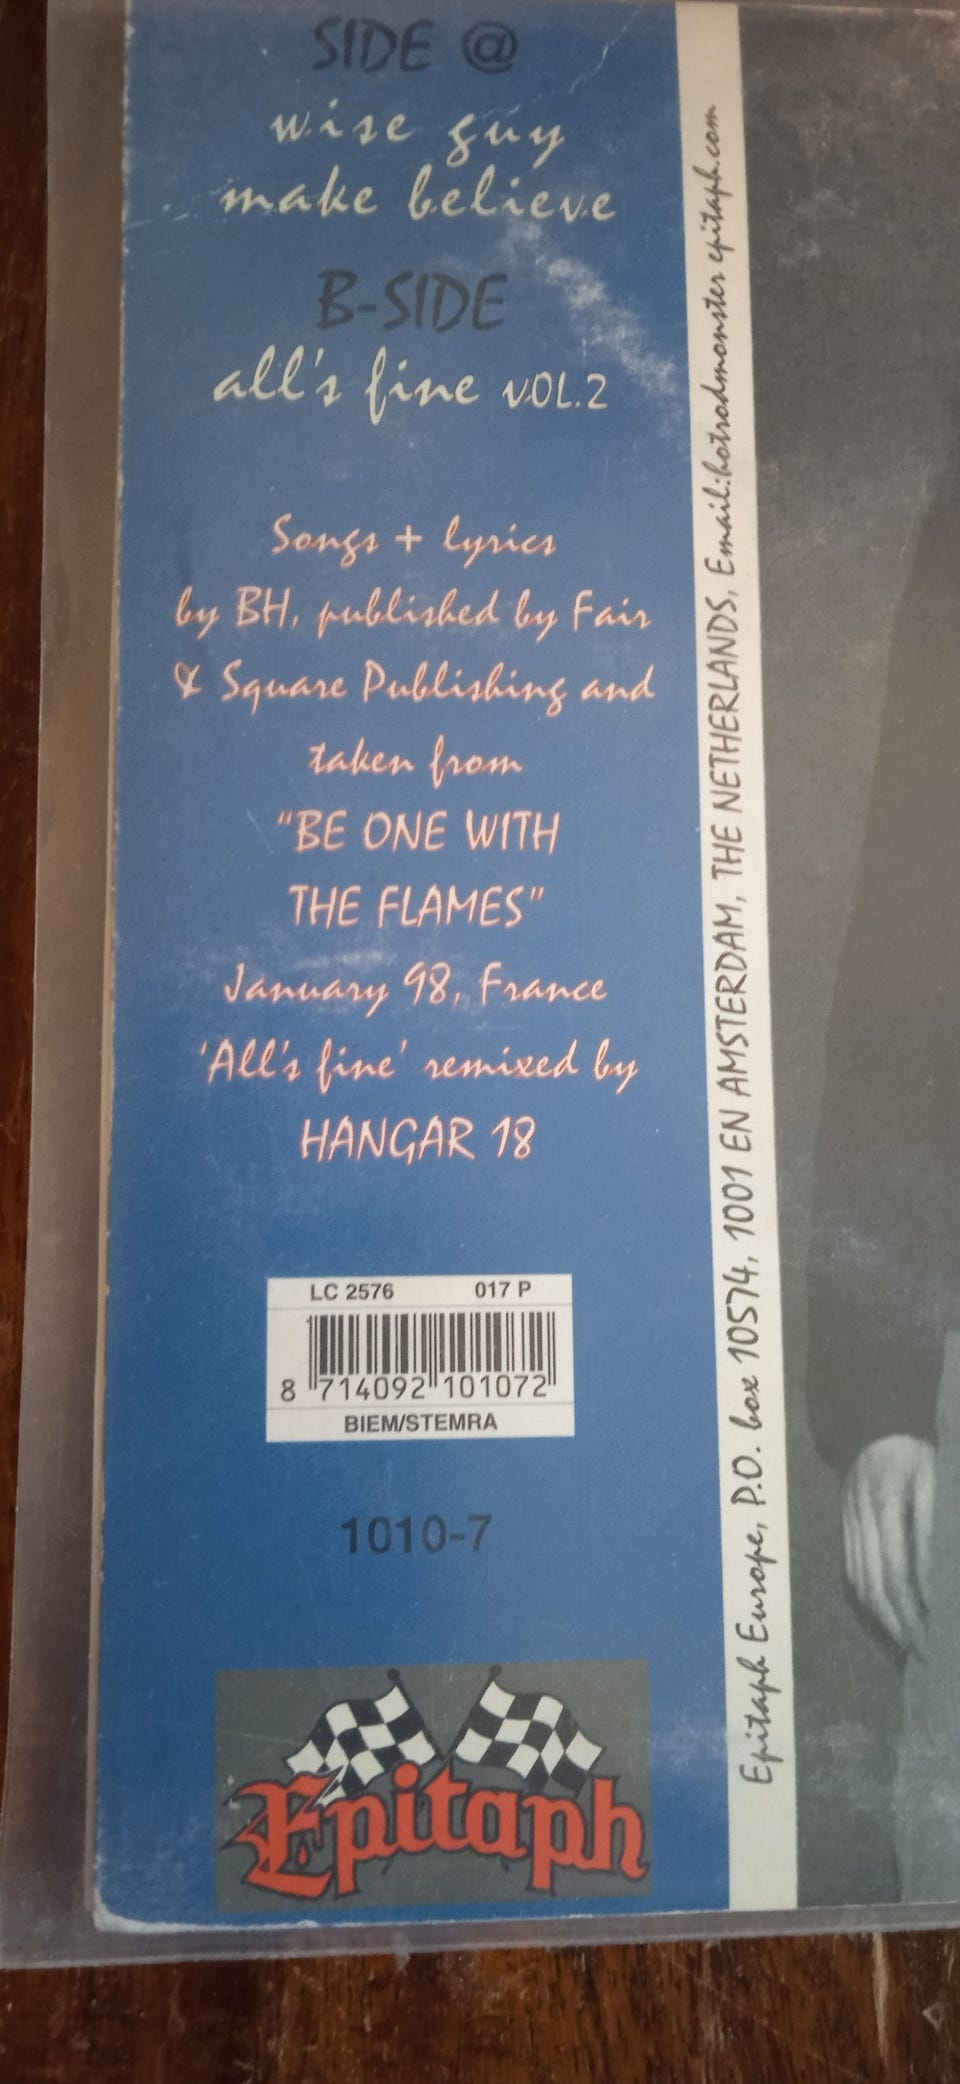 SIDE @
wise guy
make believe
B-SIDE
all's fine VOL.2
Songs + lyrics
by BH, published by Fair
& Square Publishing and
taken from
"BE ONE WITH
THE FLAMES"
January 98, France
'All's fine' remixed by
HANGAR 18
LC 2576 017 P
8 714092 101072
BIEM/STEMRA
1010-7
Epitaph
Epitaph Europe, P.O. box 10574, 1001 EN AMSTERDAM, THE NETHERLANDS, Email:hotrodmonster epitaph.com